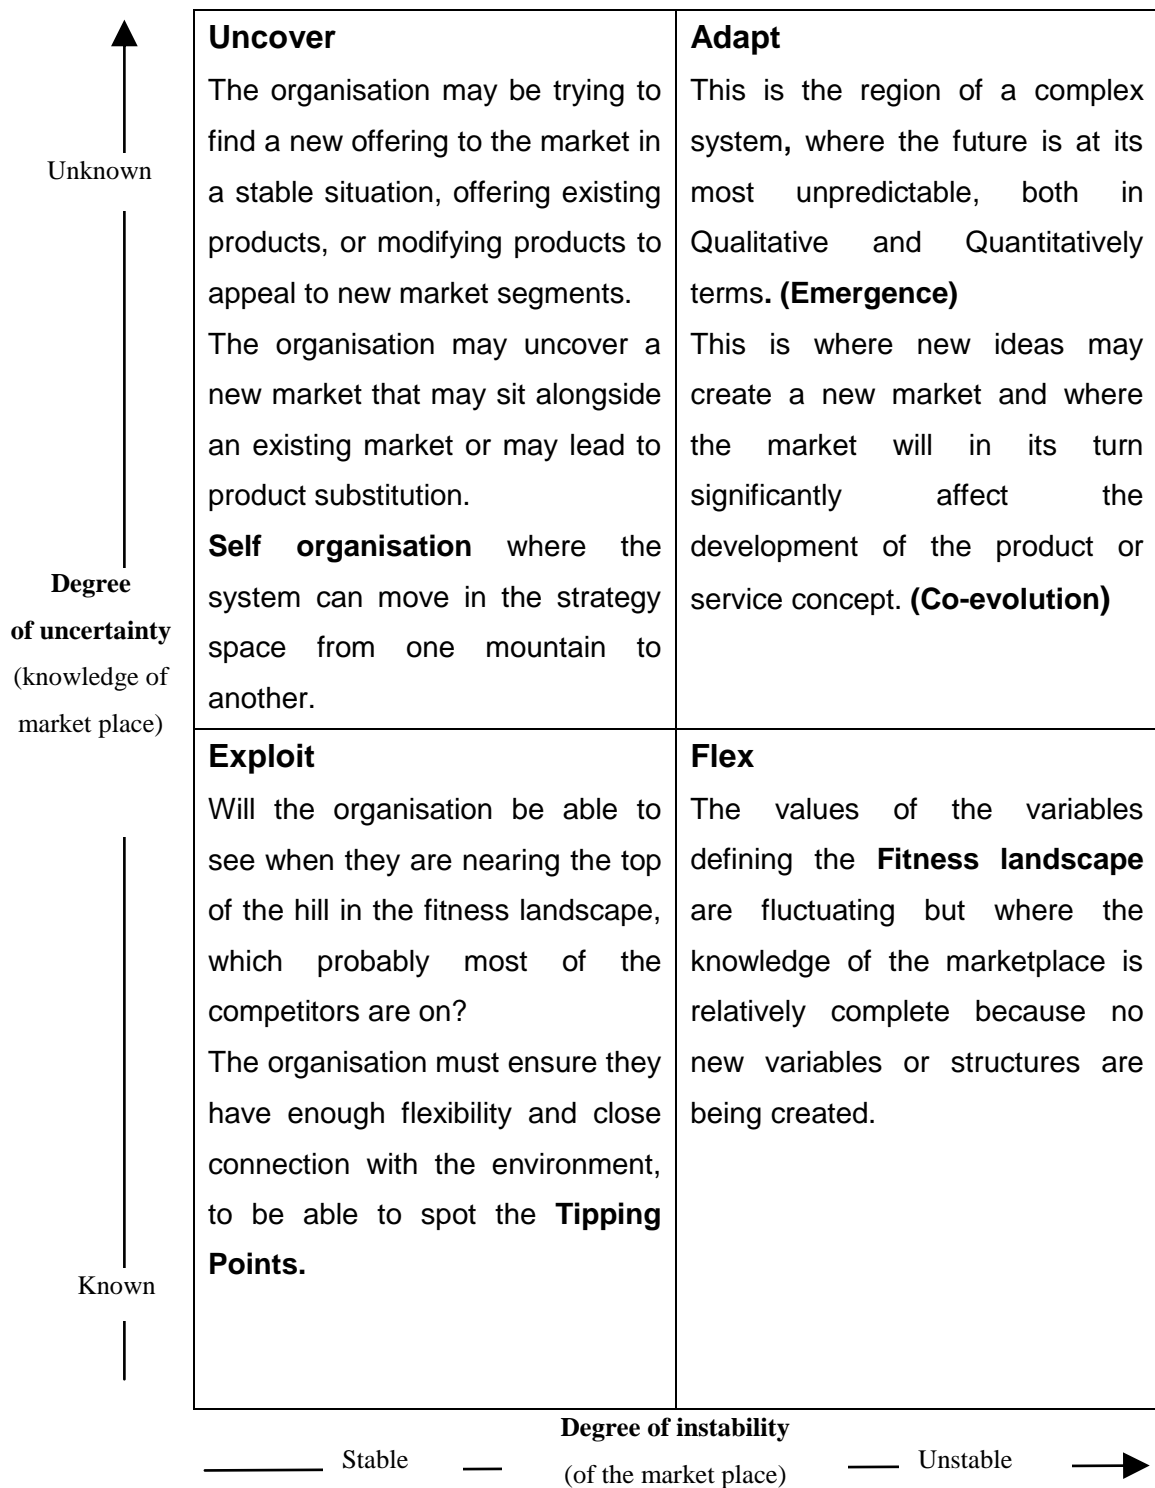 Uncover
The organisation may be trying to
find a new offering to the market in
a stable situation, offering existing
products, or modifying products to
appeal to new market segments.
The organisation may uncover a
new market that may sit alongside
an existing market or may lead to
product substitution.
Self organisation where the
system can move in the strategy
space from one mountain to
another.
Adapt
This is the region of a complex
system, where the future is at its
most unpredictable, both in
Qualitative and Quantitatively
terms. (Emergence)
This is where new ideas may
create a new market and where
the market will in its turn
significantly affect the
development of the product or
service concept. (Co-evolution)
Unknown
Degree
of uncertainty
(knowledge of
market place)
Known
Exploit
Will the organisation be able to
see when they are nearing the top
of the hill in the fitness landscape,
which probably most of the
competitors are on?
The organisation must ensure they
have enough flexibility and close
connection with the environment,
to be able to spot the Tipping
Points.
Flex
The values of the variables
defining the Fitness landscape
are fluctuating but where the
knowledge of the marketplace is
relatively complete because no
new variables or structures are
being created.
Degree of instability
Stable
(of the market place)
Unstable